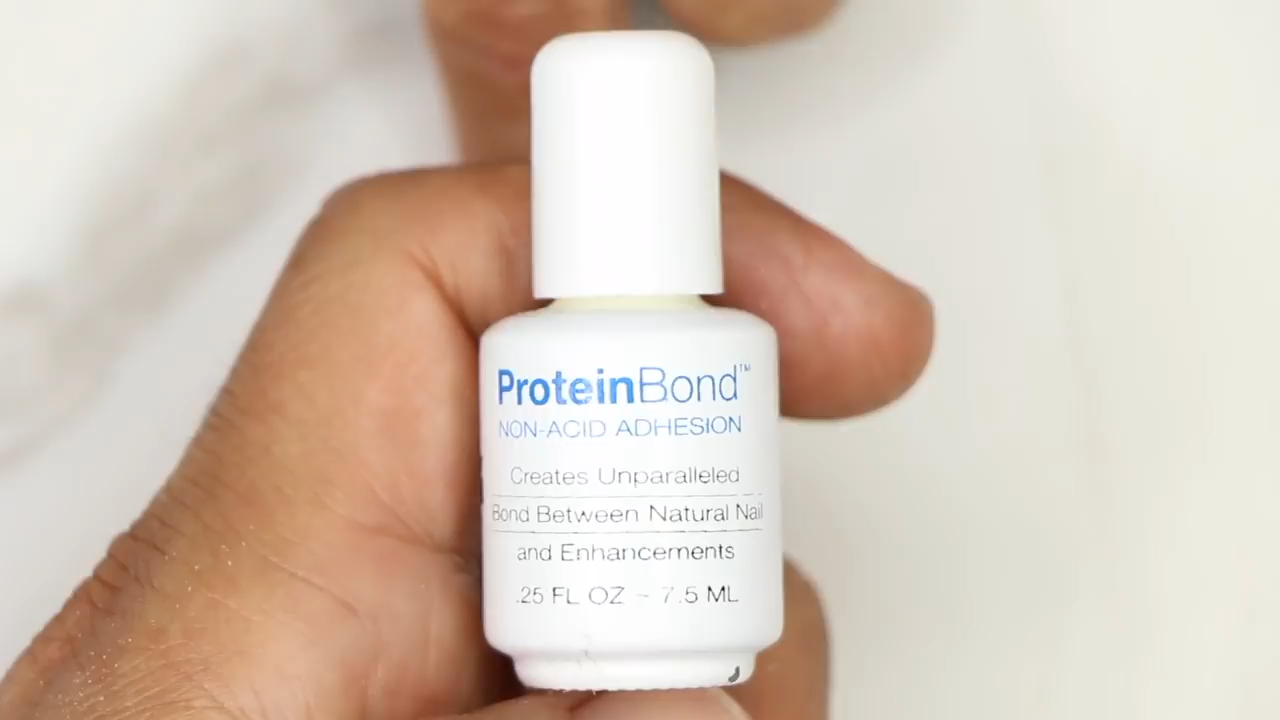 ProteinBond™
NON-ACID ADHESION
Creates Unparalleled
Bond Between Natural Nail
and Enhancements
.25 FL OZ - 7.5 ML